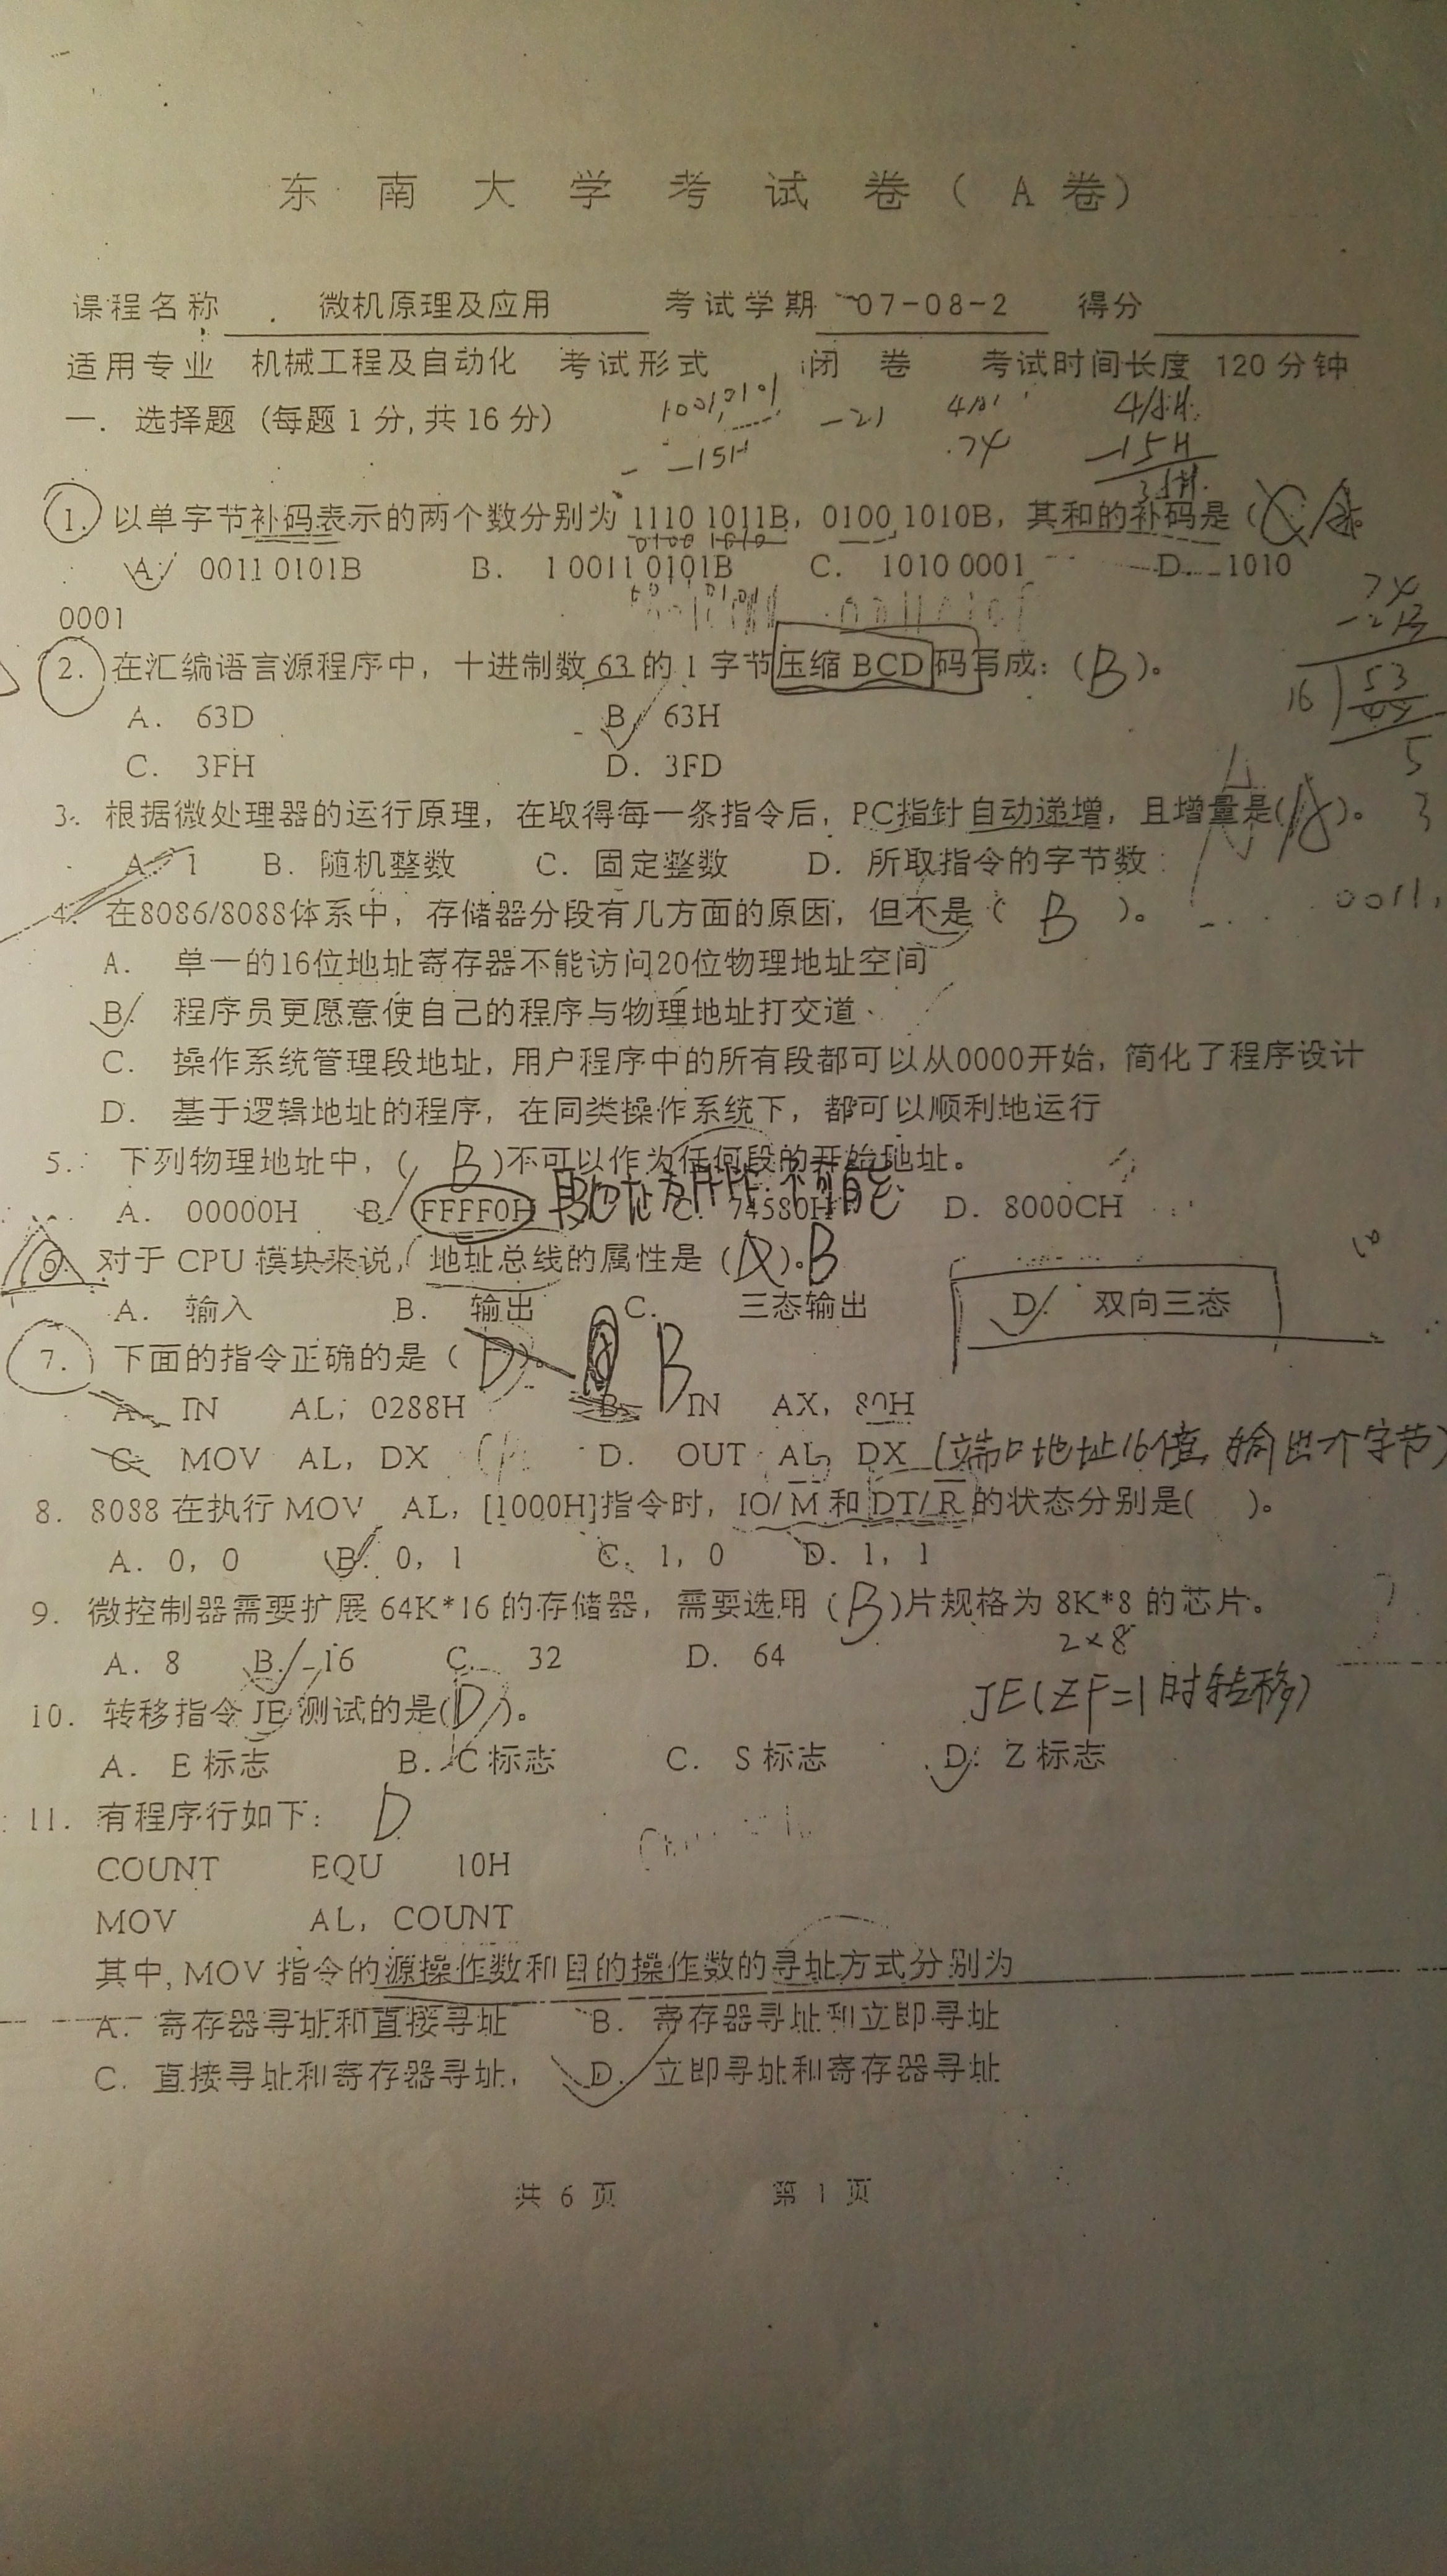 东 南 大 学 考 试 卷（ A 卷）
课程名称 微机原理及应用 考试学期 07-08-2 得分
适用专业 机械工程及自动化 考试形式 闭 卷 考试时间长度 120 分钟
一. 选择题（每题 1 分, 共 16 分）
1001,0101 -21 74 -15H
1. 以单字节补码表示的两个数分别为 1110 1011B，0100 1010B，其和的补码是（
0100 1010
A. 0011 0101B B. 1 0011 0101B C. 1010 0001 D. 1010
0001
2. 在汇编语言源程序中，十进制数 63 的 1 字节压缩 BCD 码写成：（B）。
A. 63D B. 63H
C. 3FH D. 3FD
3. 根据微处理器的运行原理，在取得每一条指令后，PC指针自动递增，且增量是(A)。
A. 1 B. 随机整数 C. 固定整数 D. 所取指令的字节数
4. 在8086/8088体系中，存储器分段有几方面的原因，但不是（ B ）。
A. 单一的16位地址寄存器不能访问20位物理地址空间
B. 程序员更愿意使自己的程序与物理地址打交道
C. 操作系统管理段地址，用户程序中的所有段都可以从0000开始，简化了程序设计
D. 基于逻辑地址的程序，在同类操作系统下，都可以顺利地运行
5. 下列物理地址中，( B )不可以作为任何段的开始地址。
A. 00000H B. FFFF0H C. 74580H D. 8000CH
6. 对于 CPU 模块来说，地址总线的属性是（ ）。B
A. 输入 B. 输出 C. 三态输出 D. 双向三态
7. 下面的指令正确的是（ D ）。 B
A. IN AL, 0288H B. IN AX, 80H
C. MOV AL, DX D. OUT AL, DX (端口地址16位, 输出个字节)
8. 8088 在执行 MOV AL, [1000H]指令时，IO/ M 和 DT/ R 的状态分别是( )。
A. 0, 0 B. 0, 1 C. 1, 0 D. 1, 1
9. 微控制器需要扩展 64K*16 的存储器，需要选用（B）片规格为 8K*8 的芯片。
2×8
A. 8 B. 16 C. 32 D. 64
JE(ZF=1时转移)
10. 转移指令 JE 测试的是(D)。
A. E 标志 B. C 标志 C. S 标志 D. Z 标志
11. 有程序行如下： D
COUNT EQU 10H
MOV AL, COUNT
其中, MOV 指令的源操作数和目的操作数的寻址方式分别为
A. 寄存器寻址和直接寻址 B. 寄存器寻址和立即寻址
C. 直接寻址和寄存器寻址. D. 立即寻址和寄存器寻址
共 6 页 第 1 页